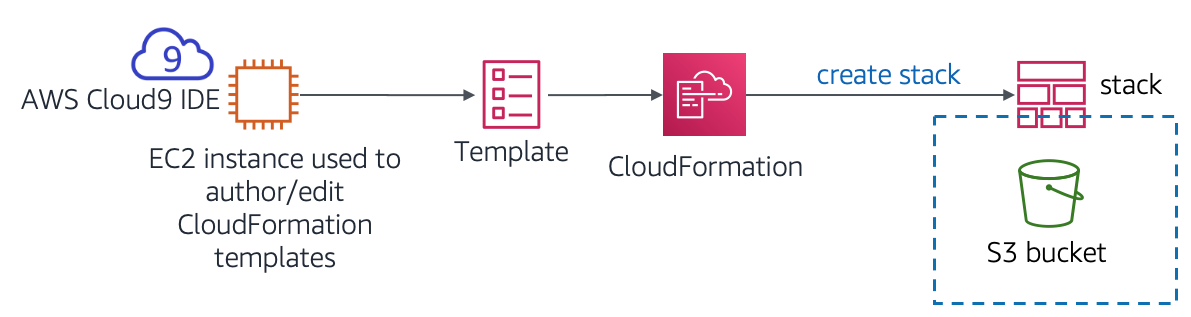 9
AWS Cloud9 IDE
EC2 instance used to
author/edit
CloudFormation
templates
Template
CloudFormation
create stack
stack
S3 bucket